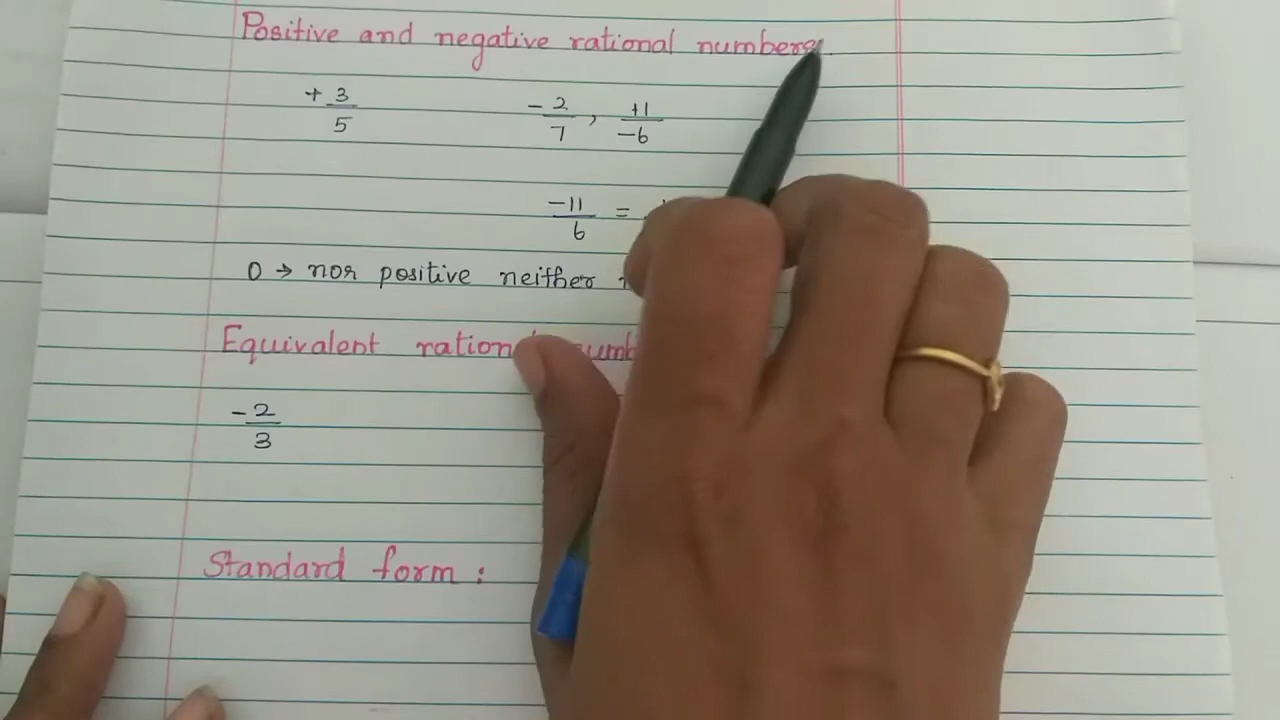 Positive and negative rational numbers
+3/5 -2/7 , +11/-6
-11/6 =
0 → nor positive neither
Equivalent
-2/3
Standard form :